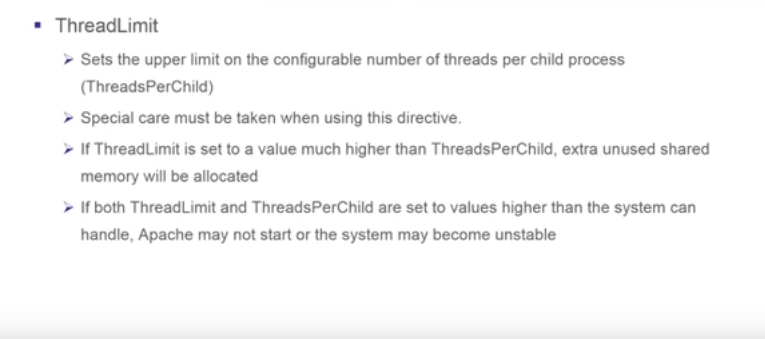 ThreadLimit
Sets the upper limit on the configurable number of threads per child process
(ThreadsPerChild)
Special care must be taken when using this directive.
If ThreadLimit is set to a value much higher than ThreadsPerChild, extra unused shared
memory will be allocated
If both ThreadLimit and ThreadsPerChild are set to values higher than the system can
handle, Apache may not start or the system may become unstable